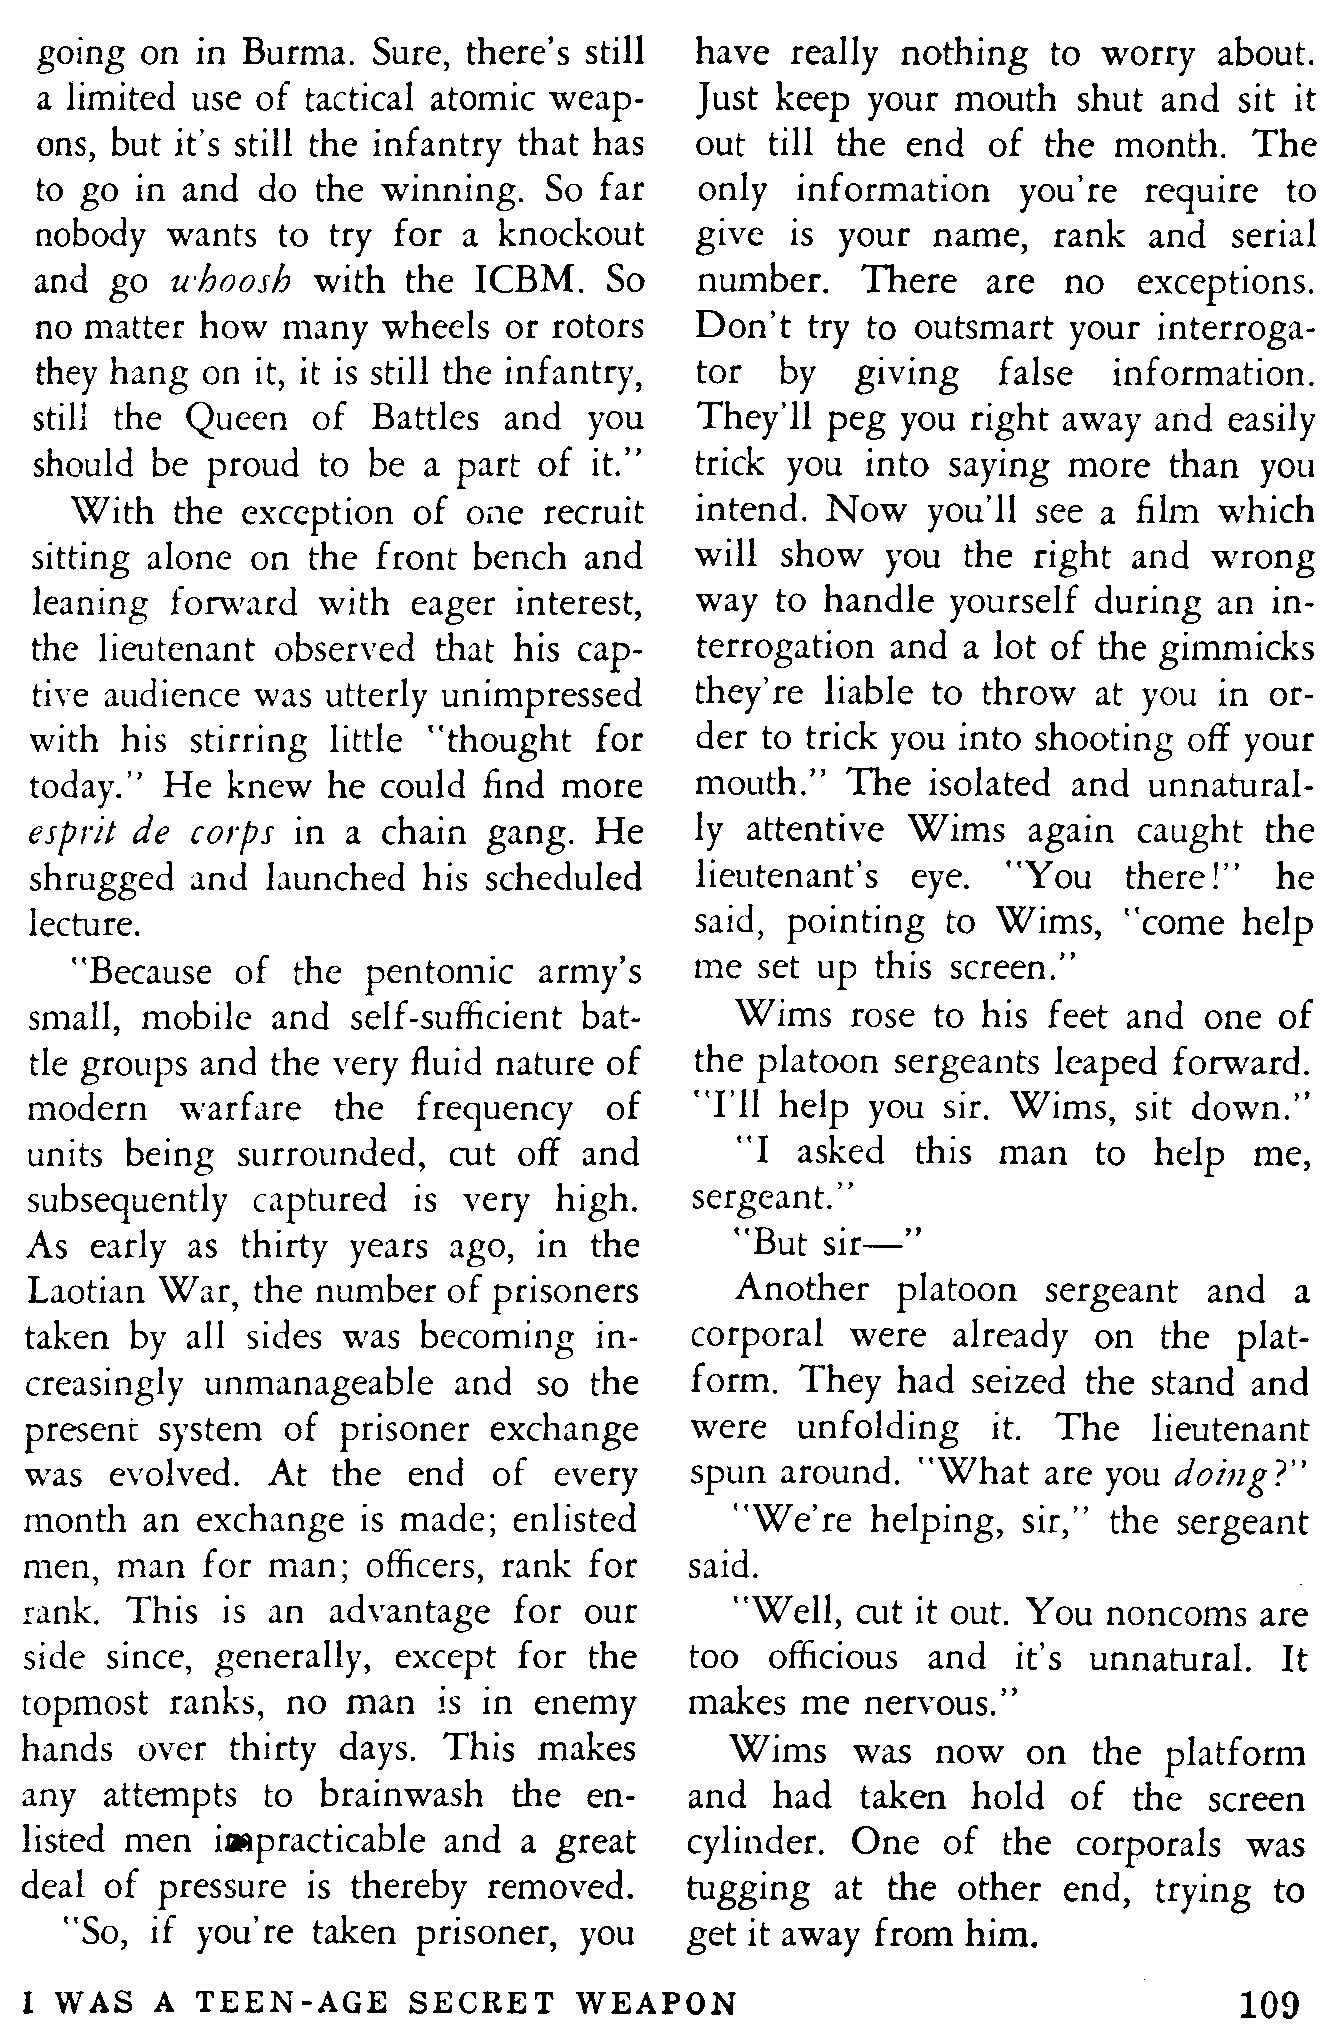 going on in Burma. Sure, there's still
a limited use of tactical atomic weap-
ons, but it's still the infantry that has
to go in and do the winning. So far
nobody wants to try for a knockout
and go whoosh with the ICBM. So
no matter how many wheels or rotors
they hang on it, it is still the infantry,
still the Queen of Battles and you
should be proud to be a part of it."
With the exception of one recruit
sitting alone on the front bench and
leaning forward with eager interest,
the lieutenant observed that his cap-
tive audience was utterly unimpressed
with his stirring little "thought for
today." He knew he could find more
esprit de corps in a chain gang. He
shrugged and launched his scheduled
lecture.
"Because of the pentomic army's
small, mobile and self-sufficient bat-
tle groups and the very fluid nature of
modern warfare the frequency of
units being surrounded, cut off and
subsequently captured is very high.
As early as thirty years ago, in the
Laotian War, the number of prisoners
taken by all sides was becoming in-
creasingly unmanageable and so the
present system of prisoner exchange
was evolved. At the end of every
month an exchange is made; enlisted
men, man for man; officers, rank for
rank. This is an advantage for our
side since, generally, except for the
topmost ranks, no man is in enemy
hands over thirty days. This makes
any attempts to brainwash the en-
listed men impracticable and a great
deal of pressure is thereby removed.
"So, if you're taken prisoner, you
have really nothing to worry about.
Just keep your mouth shut and sit it
out till the end of the month. The
only information you're require to
give is your name, rank and serial
number. There are no exceptions.
Don't try to outsmart your interroga-
tor by giving false information.
They'll peg you right away and easily
trick you into saying more than you
intend. Now you'll see a film which
will show you the right and wrong
way to handle yourself during an in-
terrogation and a lot of the gimmicks
they're liable to throw at you in or-
der to trick you into shooting off your
mouth." The isolated and unnatural-
ly attentive Wims again caught the
lieutenant's eye. "You there!" he
said, pointing to Wims, "come help
me set up this screen."
Wims rose to his feet and one of
the platoon sergeants leaped forward.
"I'll help you sir. Wims, sit down."
"I asked this man to help me,
sergeant."
"But sir—"
Another platoon sergeant and a
corporal were already on the plat-
form. They had seized the stand and
were unfolding it. The lieutenant
spun around. "What are you doing?"
"We're helping, sir," the sergeant
said.
"Well, cut it out. You noncoms are
too officious and it's unnatural. It
makes me nervous."
Wims was now on the platform
and had taken hold of the screen
cylinder. One of the corporals was
tugging at the other end, trying to
get it away from him.
I WAS A TEEN-AGE SECRET WEAPON 109